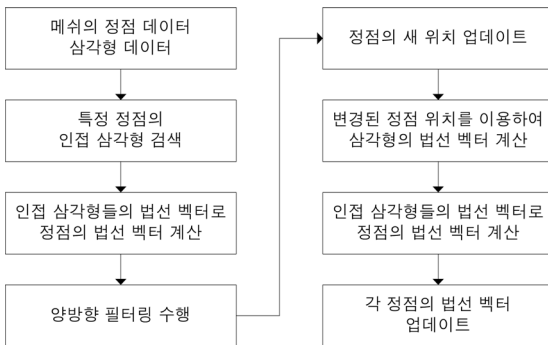 메쉬의 정점 데이터
삼각형 데이터
특정 정점의
인접 삼각형 검색
인접 삼각형들의 법선 벡터로
정점의 법선 벡터 계산
양방향 필터링 수행
정점의 새 위치 업데이트
변경된 정점 위치를 이용하여
삼각형의 법선 벡터 계산
인접 삼각형들의 법선 벡터로
정점의 법선 벡터 계산
각 정점의 법선 벡터
업데이트